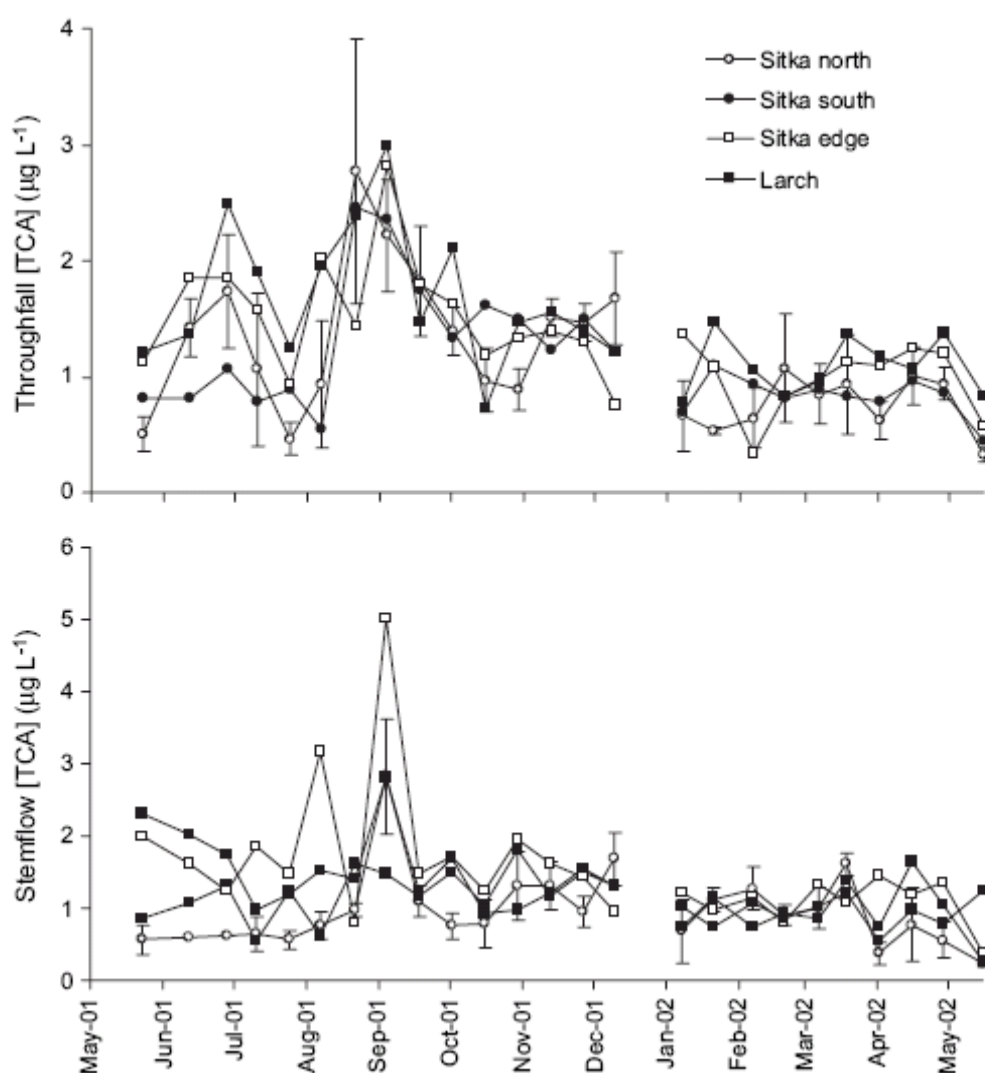 Throughfall [TCA] (µg L⁻¹)
4
3
2
1
0
Sitka north
Sitka south
Sitka edge
Larch
Stemflow [TCA] (µg L⁻¹)
6
5
4
3
2
1
0
May-01
Jun-01
Jul-01
Aug-01
Sep-01
Oct-01
Nov-01
Dec-01
Jan-02
Feb-02
Mar-02
Apr-02
May-02